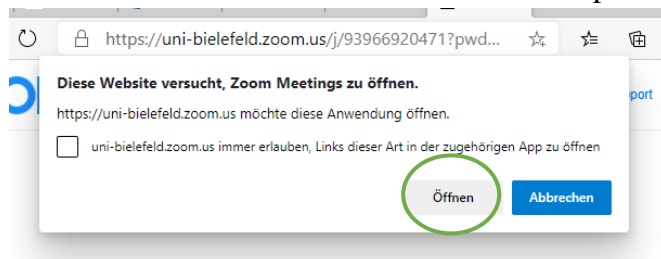 https://uni-bielefeld.zoom.us/j/93966920471?pwd...
Diese Website versucht, Zoom Meetings zu öffnen.
https://uni-bielefeld.zoom.us möchte diese Anwendung öffnen.
port
uni-bielefeld.zoom.us immer erlauben, Links dieser Art in der zugehörigen App zu öffnen
Öffnen
Abbrechen